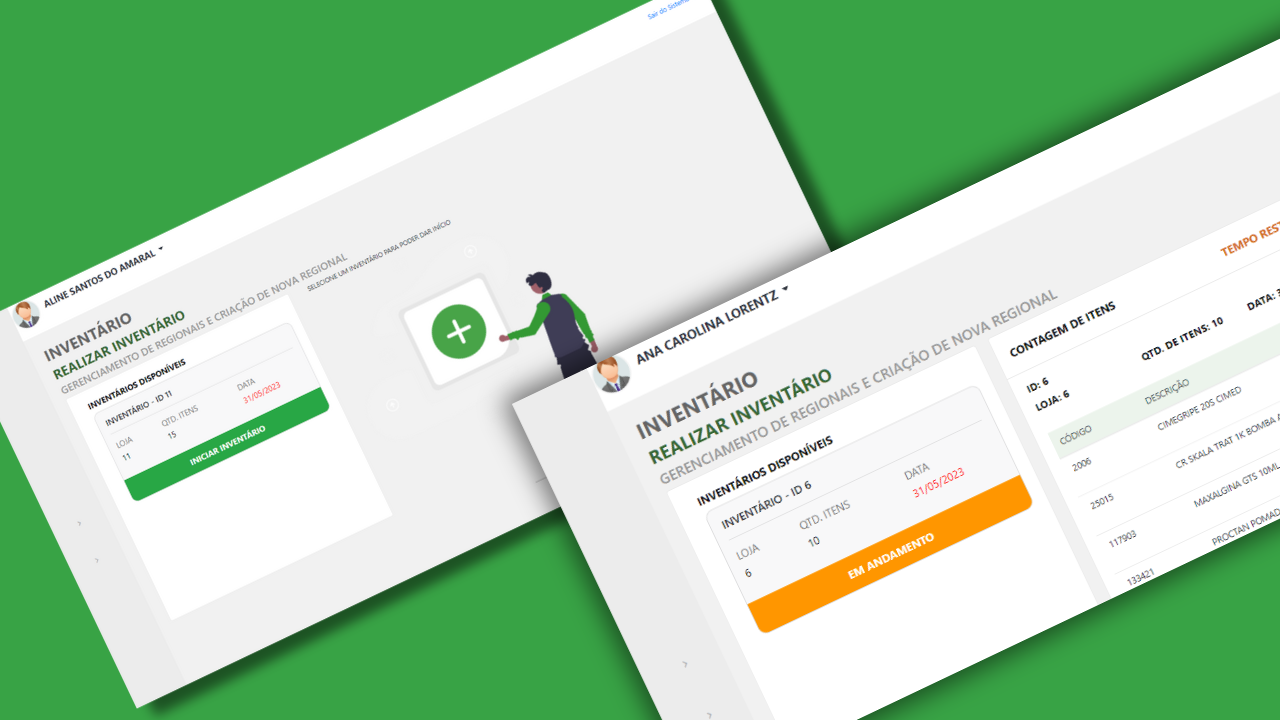 Sair do Sistema
ALINE SANTOS DO AMARAL
INVENTÁRIO
REALIZAR INVENTÁRIO
GERENCIAMENTO DE REGIONAIS E CRIAÇÃO DE NOVA REGIONAL
INVENTÁRIOS DISPONÍVEIS
INVENTÁRIO - ID 11
LOJA QTD. ITENS DATA
11 15 31/05/2023
INICIAR INVENTÁRIO
SELECIONE UM INVENTÁRIO PARA PODER DAR INÍCIO
ANA CAROLINA LORENTZ
INVENTÁRIO
REALIZAR INVENTÁRIO
GERENCIAMENTO DE REGIONAIS E CRIAÇÃO DE NOVA REGIONAL
INVENTÁRIOS DISPONÍVEIS
INVENTÁRIO - ID 6
LOJA QTD. ITENS DATA
6 10 31/05/2023
EM ANDAMENTO
CONTAGEM DE ITENS
TEMPO
ID: 6
LOJA: 6 QTD. DE ITENS: 10 DATA:
CÓDIGO DESCRIÇÃO
2006 CIMEGRIPE 20S CIMED
25015 CR SKALA TRAT 1K BOMBA
117903 MAXALGINA GTS 10ML
133421 PROCTAN